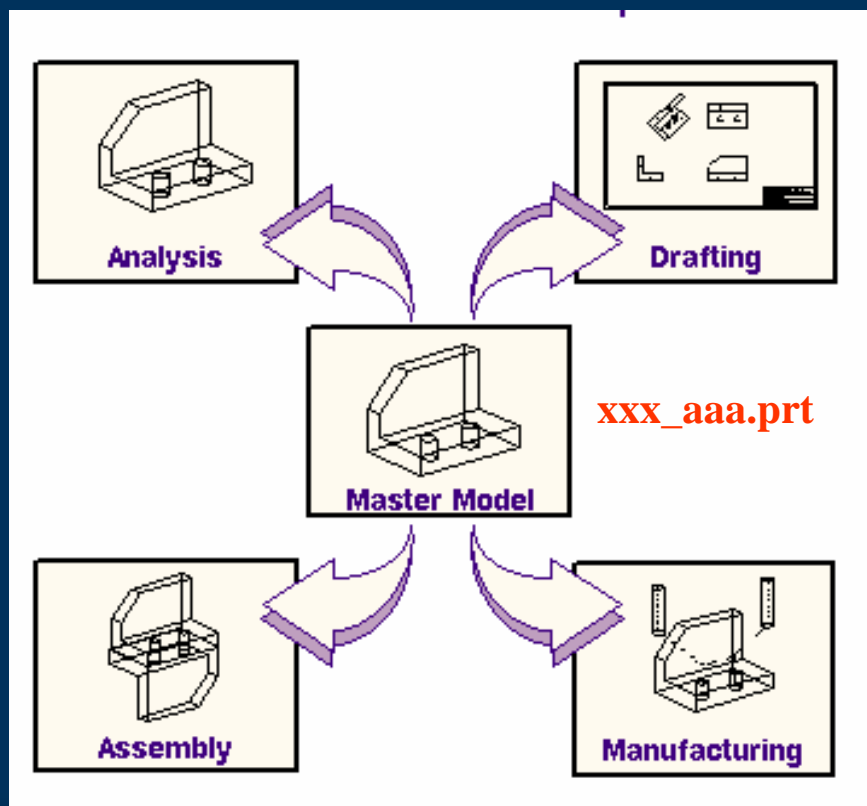 Analysis
Drafting
xxx_aaa.prt
Master Model
Assembly
Manufacturing